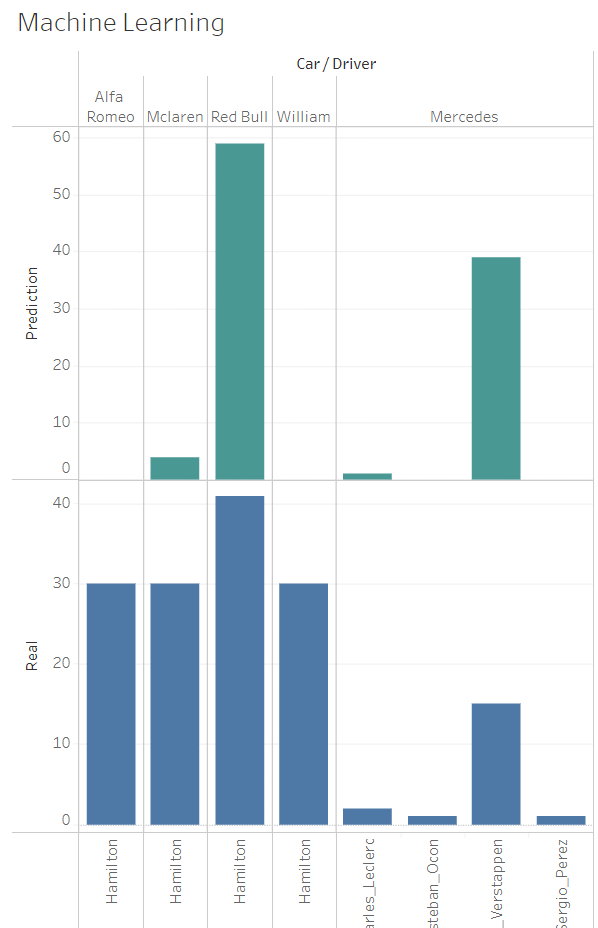 Machine Learning
Car / Driver
Alfa
Romeo
Mclaren
Red Bull
William
Mercedes
60
50
40
30
20
10
0
Prediction
40
30
20
10
0
Real
Hamilton
Hamilton
Hamilton
Hamilton
arles_Leclerc
steban_Ocon
_Verstappen
Sergio_Perez